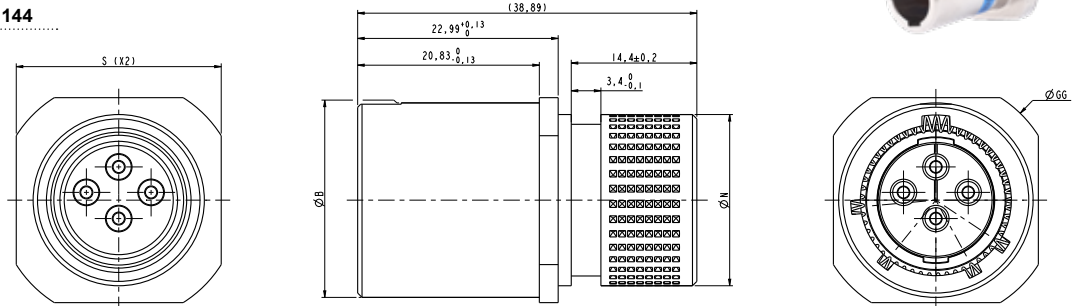 144
(38,89)
22,99 +0,13 0
20,83 0 -0,13
14,4±0,2
3,4 0 -0,1
S (X2)
ØGG
ØB
ØN